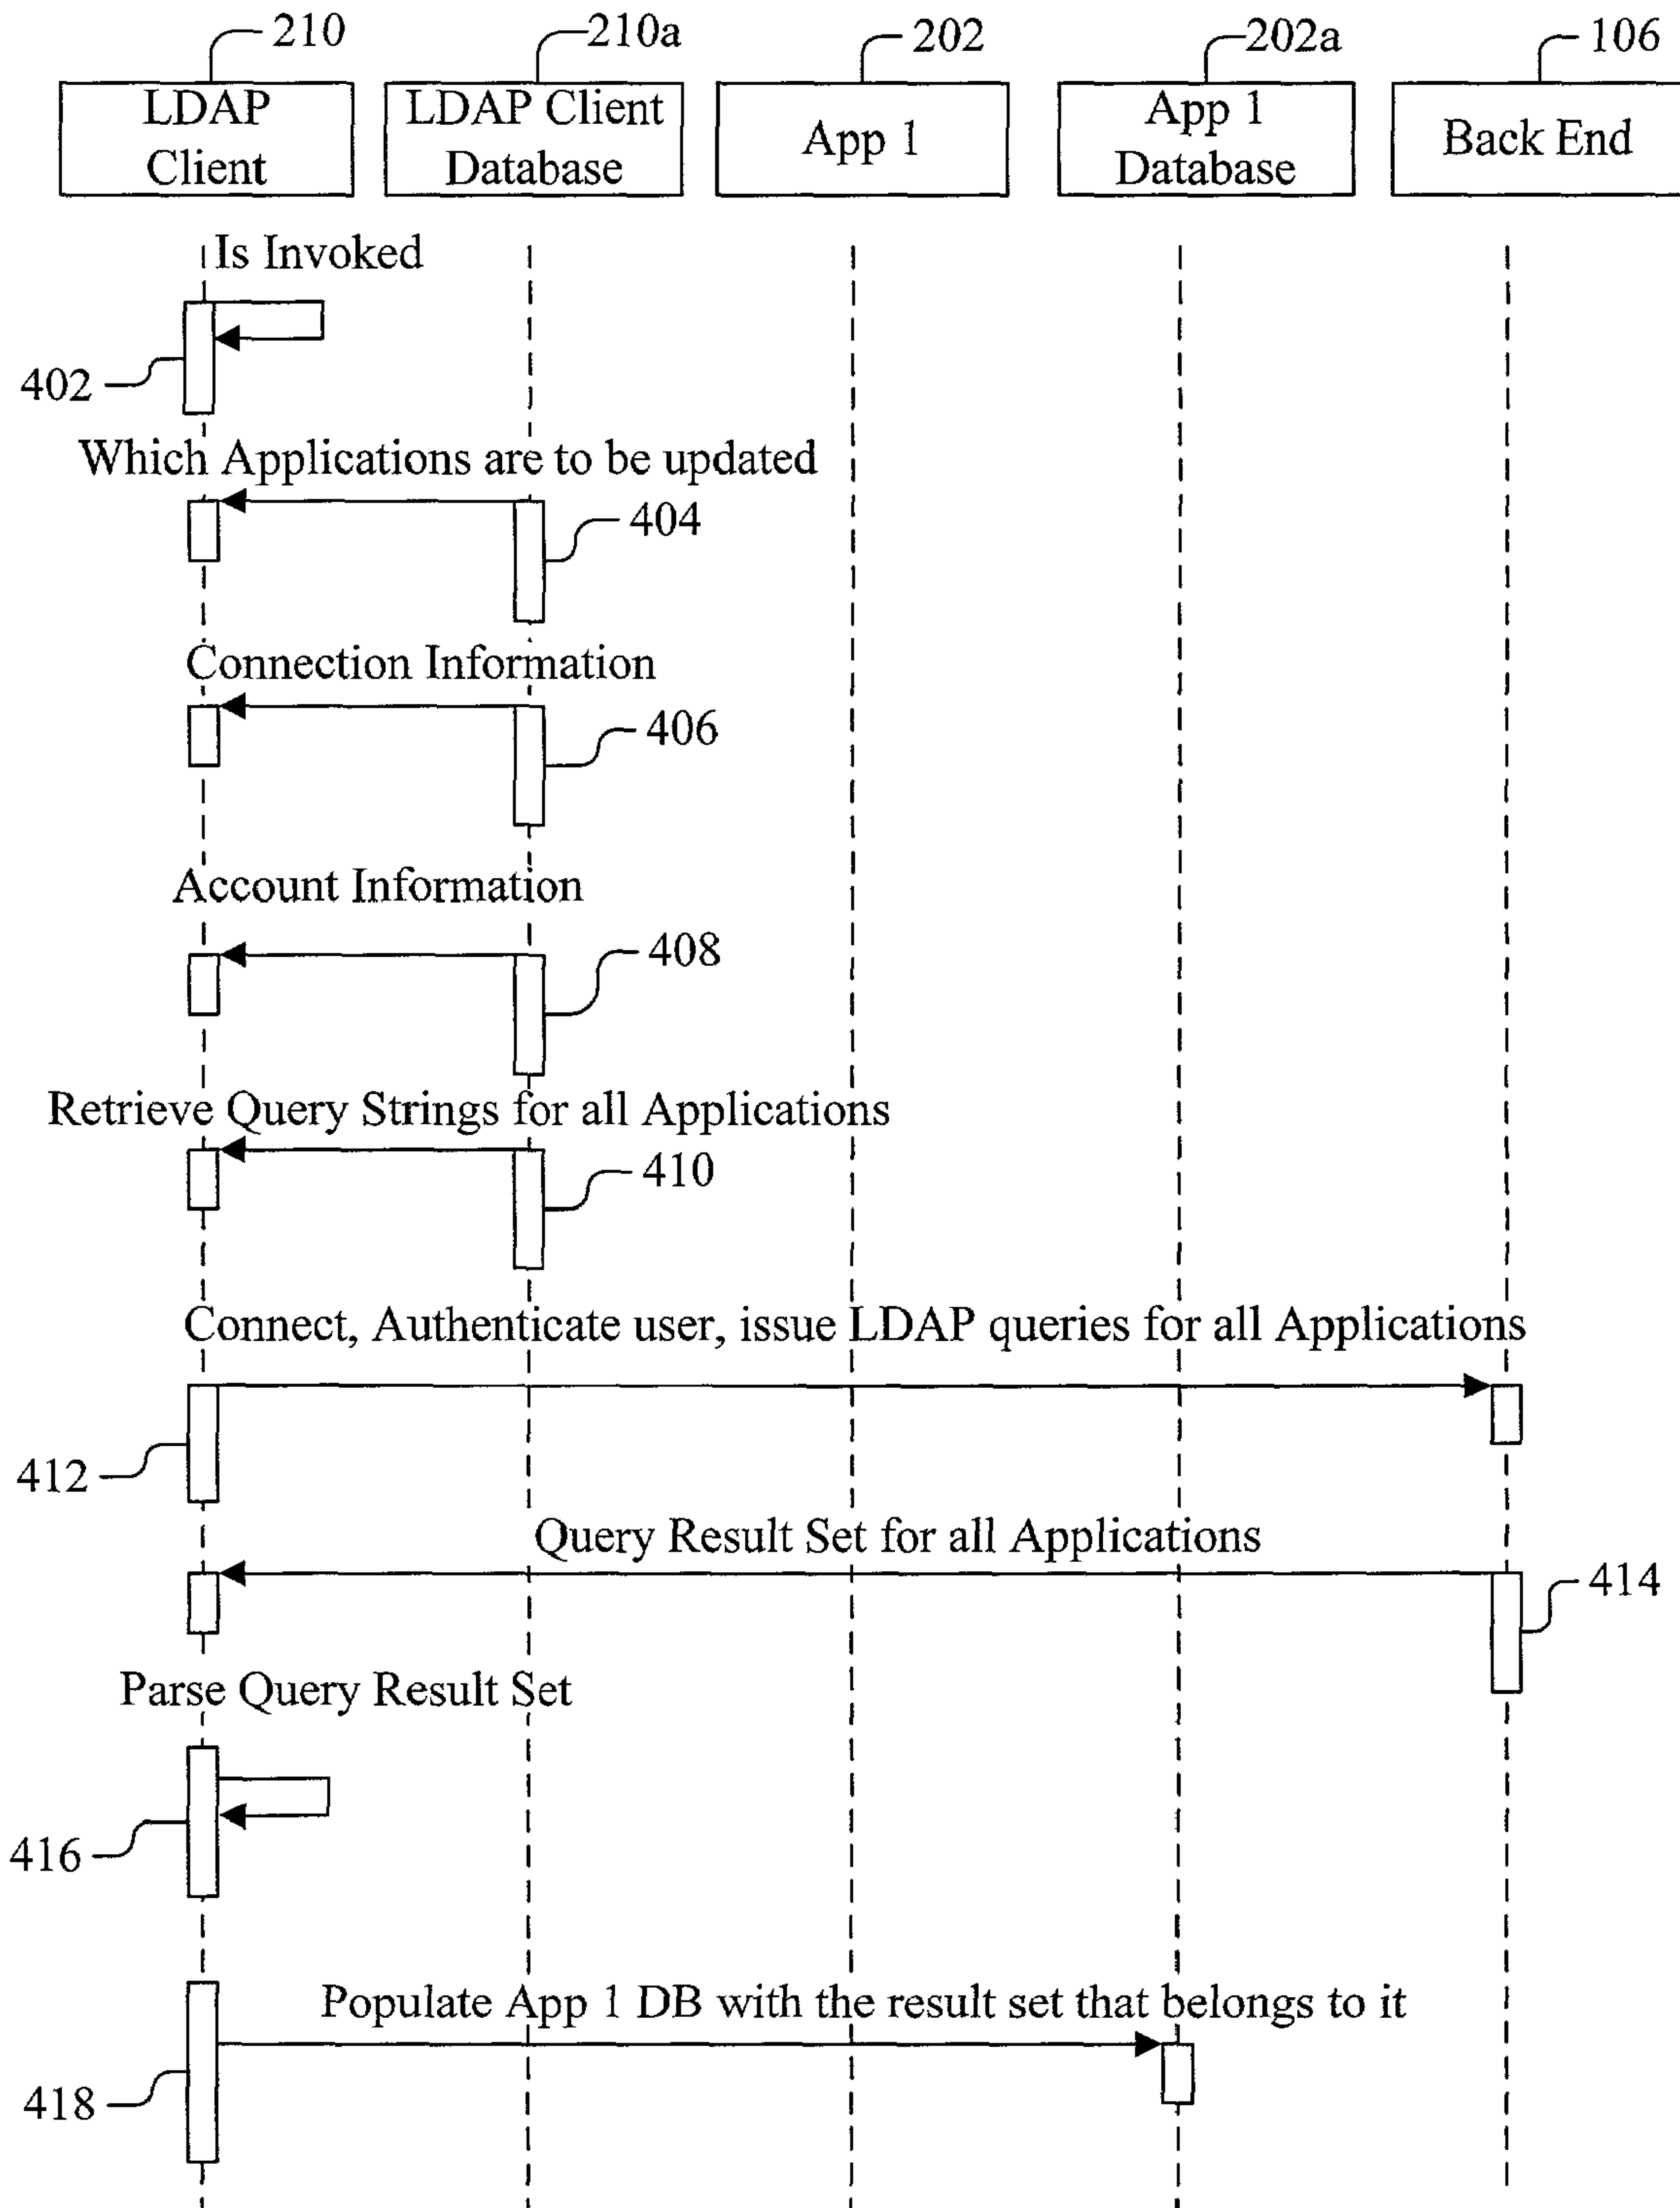 210
210a
202
202a
106
LDAP
Client
LDAP Client
Database
App 1
App 1
Database
Back End
Is Invoked
402
Which Applications are to be updated
404
Connection Information
406
Account Information
408
Retrieve Query Strings for all Applications
410
Connect, Authenticate user, issue LDAP queries for all Applications
412
Query Result Set for all Applications
414
Parse Query Result Set
416
Populate App 1 DB with the result set that belongs to it
418